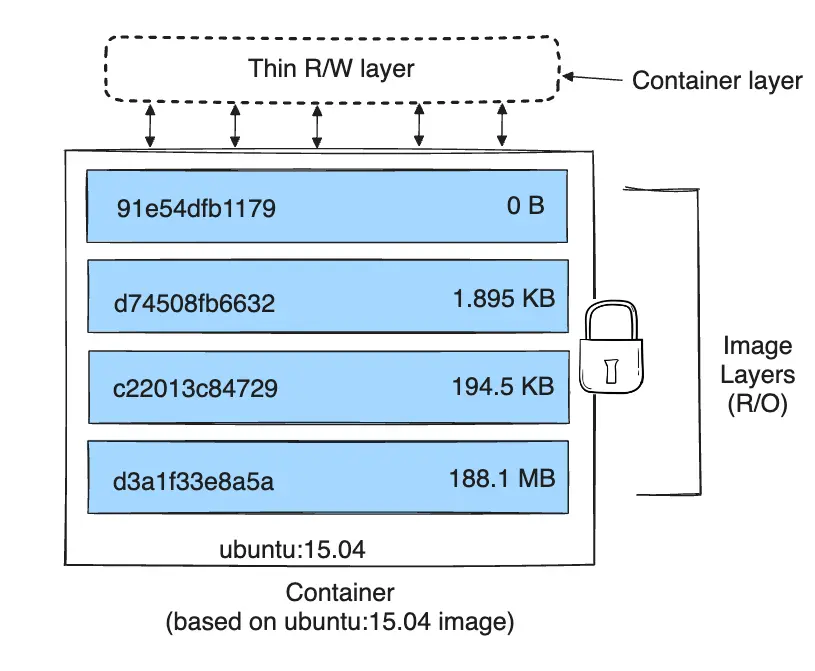 Thin R/W layer
Container layer
91e54dfb1179 0 B
d74508fb6632 1.895 KB
c22013c84729 194.5 KB
d3a1f33e8a5a 188.1 MB
Image
Layers
(R/O)
ubuntu:15.04
Container
(based on ubuntu:15.04 image)